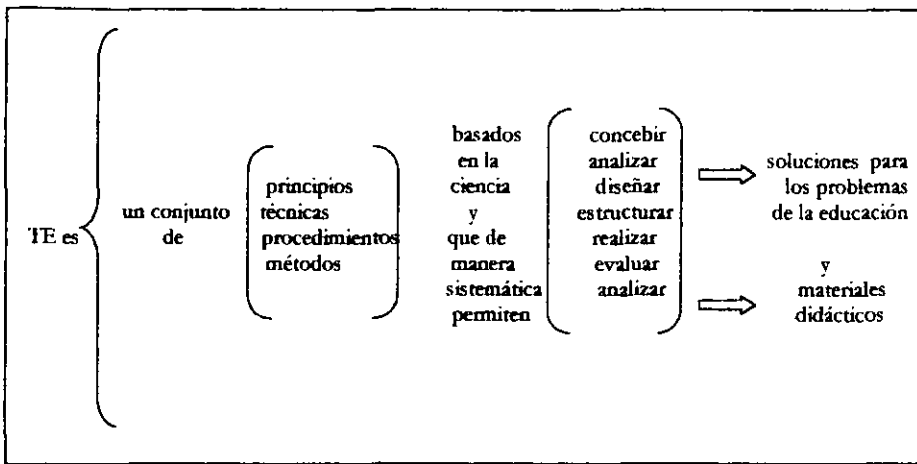 TE es
un conjunto
de
principios
técnicas
procedimientos
métodos
basados
en la
ciencia
y
que de
manera
sistemática
permiten
concebir
analizar
diseñar
estructurar
realizar
evaluar
analizar
soluciones para
los problemas
de la educación
y
materiales
didácticos